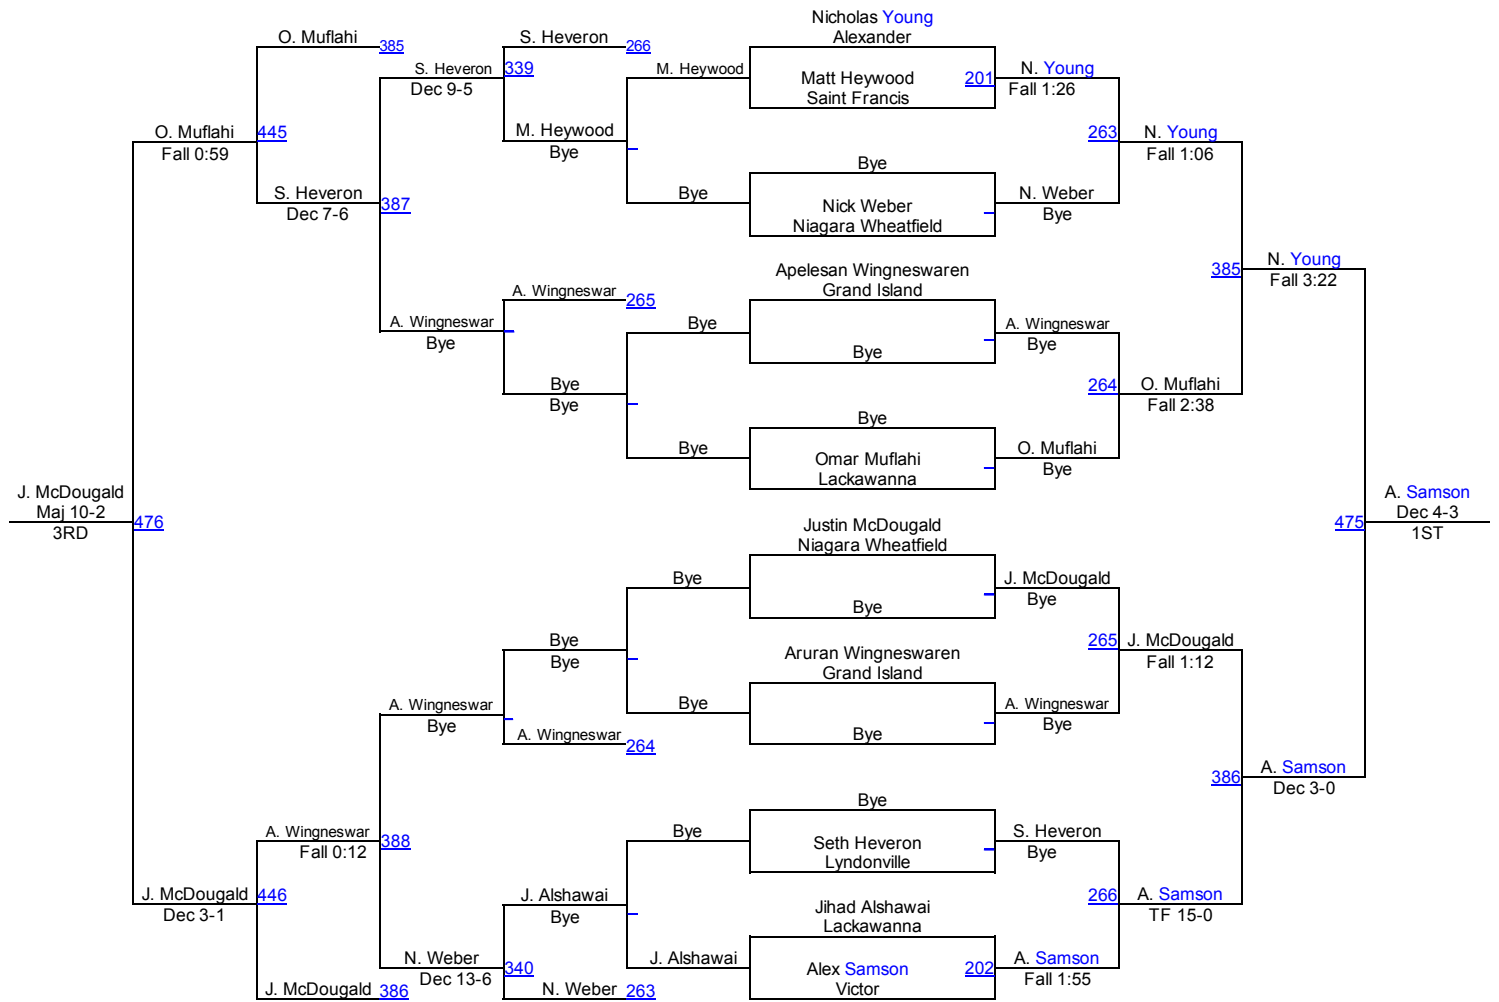 Nicholas Young
Alexander
O. Muflahi 385
S. Heveron 266
S. Heveron 339
Dec 9-5
M. Heywood
Matt Heywood 201
Saint Francis
N. Young
Fall 1:26
O. Muflahi 445
Fall 0:59
M. Heywood
Bye
263 N. Young
Fall 1:06
Bye
S. Heveron 387
Dec 7-6
Bye
Nick Weber
Niagara Wheatfield
N. Weber
Bye
Apelesan Wingneswaren
Grand Island
385 N. Young
Fall 3:22
A. Wingneswar 265
A. Wingneswar
Bye
Bye
Bye
A. Wingneswar
Bye
Bye
Bye
264 O. Muflahi
Fall 2:38
Bye
Bye
Omar Muflahi
Lackawanna
O. Muflahi
Bye
J. McDougald
Maj 10-2 476
3RD
A. Samson
475 Dec 4-3
1ST
Justin McDougald
Niagara Wheatfield
Bye
Bye
J. McDougald
Bye
Bye
Bye
265 J. McDougald
Fall 1:12
Aruran Wingneswaren
Grand Island
A. Wingneswar
Bye
Bye
Bye
A. Wingneswar
Bye
A. Wingneswar 264
386 A. Samson
Dec 3-0
Bye
A. Wingneswar 388
Fall 0:12
Bye
Seth Heveron
Lyndonville
S. Heveron
Bye
J. McDougald 446
Dec 3-1
J. Alshawai
Bye
266 A. Samson
TF 15-0
Jihad Alshawai
Lackawanna
N. Weber 340
Dec 13-6
J. Alshawai
Alex Samson 202
Victor
A. Samson
Fall 1:55
J. McDougald 386
N. Weber 263